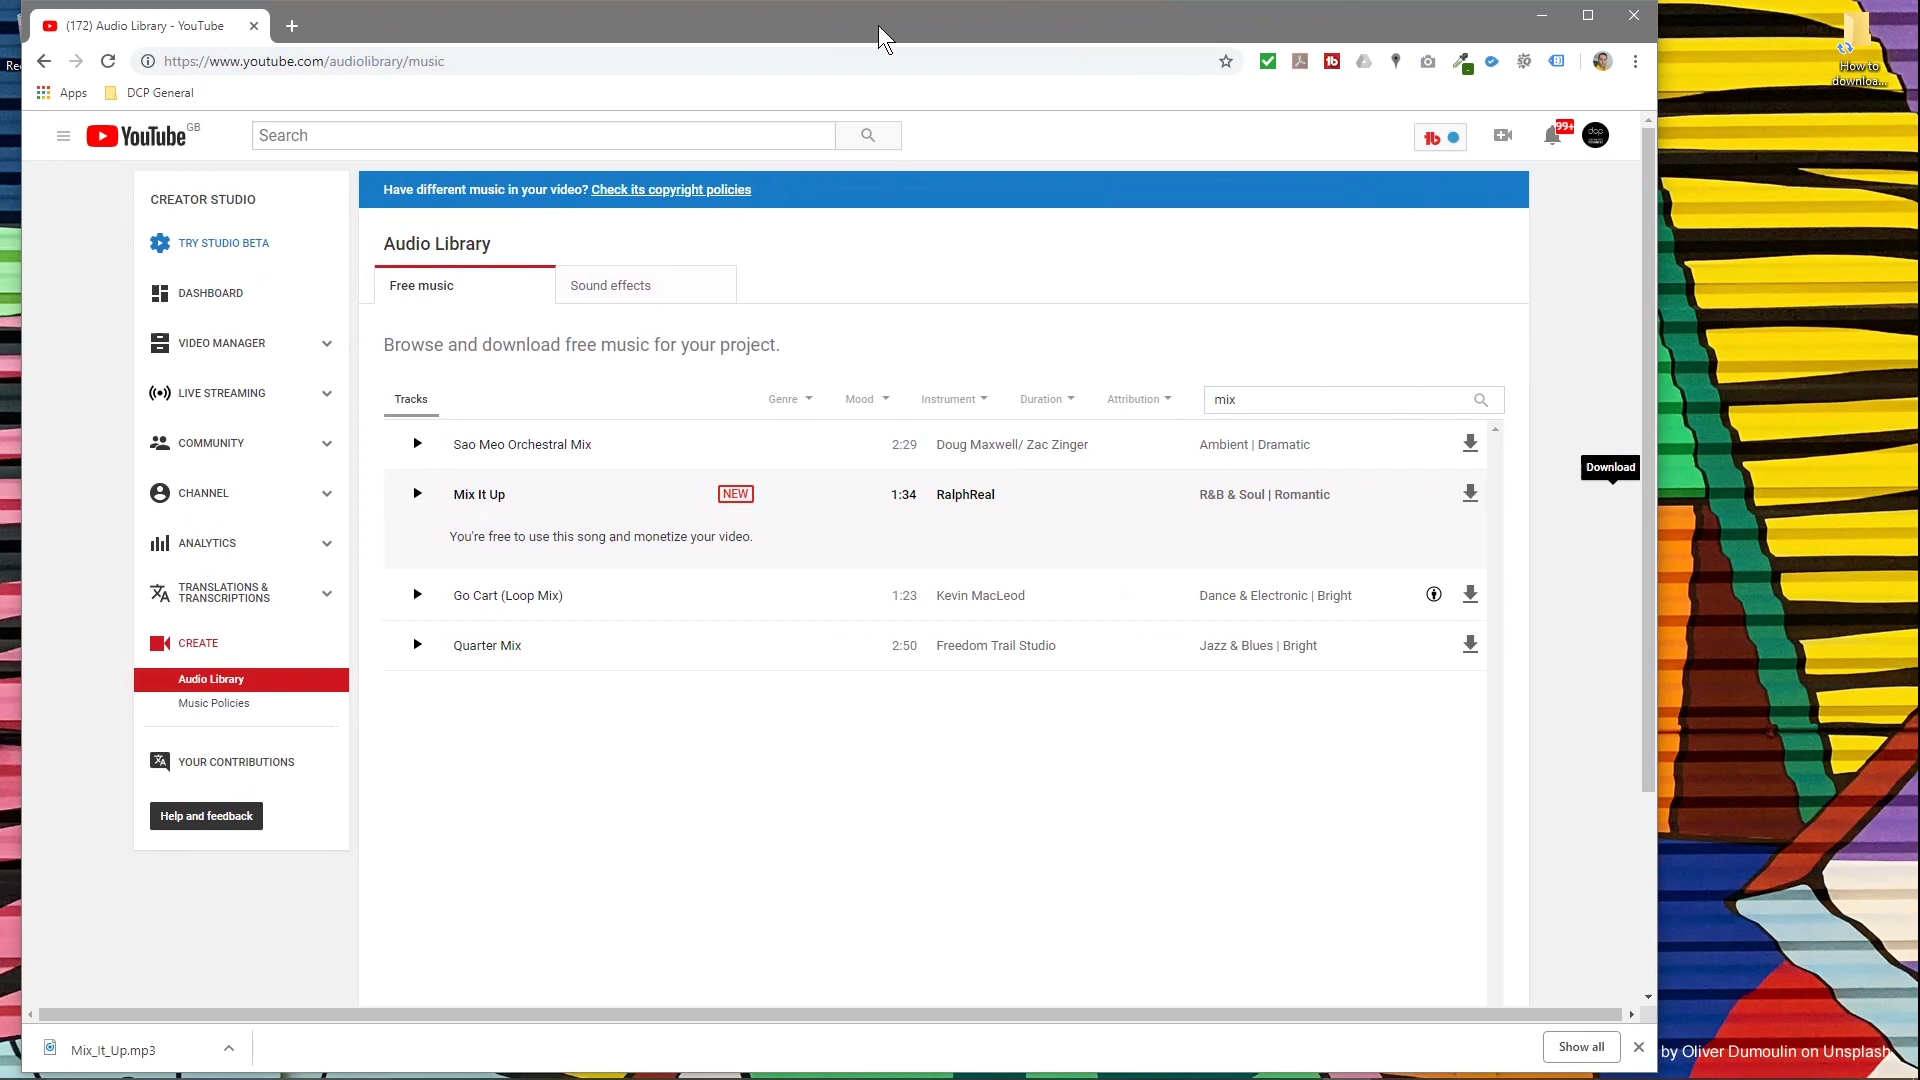 (172) Audio Library - YouTube
https://www.youtube.com/audiolibrary/music
Apps
DCP General
How to
downloa...
YouTube GB
Search
99+
CREATOR STUDIO
TRY STUDIO BETA
DASHBOARD
VIDEO MANAGER
LIVE STREAMING
COMMUNITY
CHANNEL
ANALYTICS
TRANSLATIONS &
TRANSCRIPTIONS
CREATE
Audio Library
Music Policies
YOUR CONTRIBUTIONS
Help and feedback
Have different music in your video? Check its copyright policies
Audio Library
Free music
Sound effects
Browse and download free music for your project.
Tracks
Genre
Mood
Instrument
Duration
Attribution
mix
Sao Meo Orchestral Mix 2:29 Doug Maxwell/ Zac Zinger Ambient | Dramatic
Download
Mix It Up NEW 1:34 RalphReal R&B & Soul | Romantic
You're free to use this song and monetize your video.
Go Cart (Loop Mix) 1:23 Kevin MacLeod Dance & Electronic | Bright
Quarter Mix 2:50 Freedom Trail Studio Jazz & Blues | Bright
Mix_It_Up.mp3
Show all
by Oliver Dumoulin on Unsplash